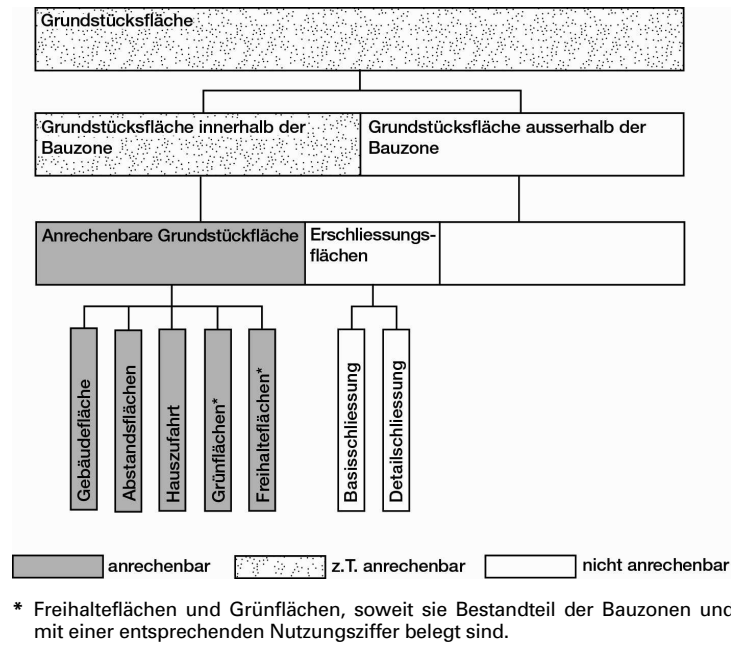 Grundstücksfläche
Grundstücksfläche innerhalb der
Bauzone
Grundstücksfläche ausserhalb der
Bauzone
Anrechenbare Grundstückfläche
Erschliessungs-
flächen
Gebäudefläche
Abstandsflächen
Hauszufahrt
Grünflächen*
Freihalteflächen*
Basisschliessung
Detailschliessung
anrechenbar
z.T. anrechenbar
nicht anrechenbar
* Freihalteflächen und Grünflächen, soweit sie Bestandteil der Bauzonen und
mit einer entsprechenden Nutzungsziffer belegt sind.